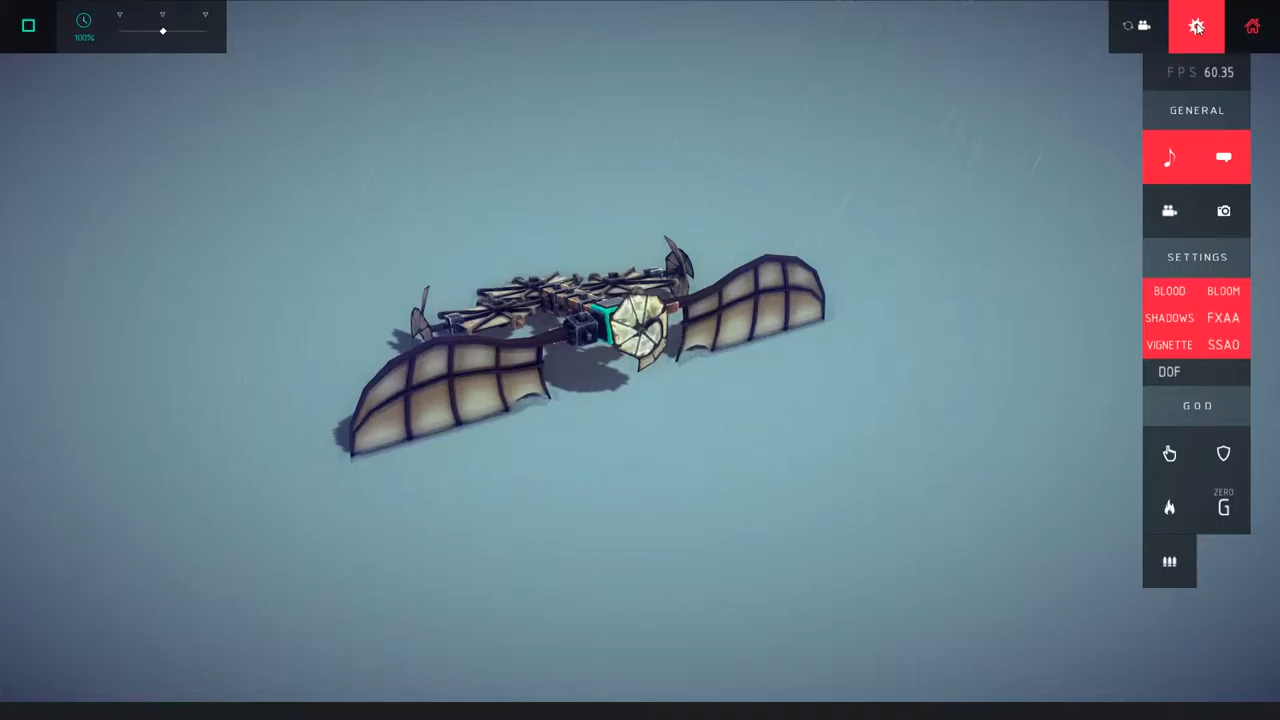 100%
FPS 60.35
GENERAL
SETTINGS
BLOOD BLOOM
SHADOWS FXAA
VIGNETTE SSAO
DOF
GOD
ZERO
G